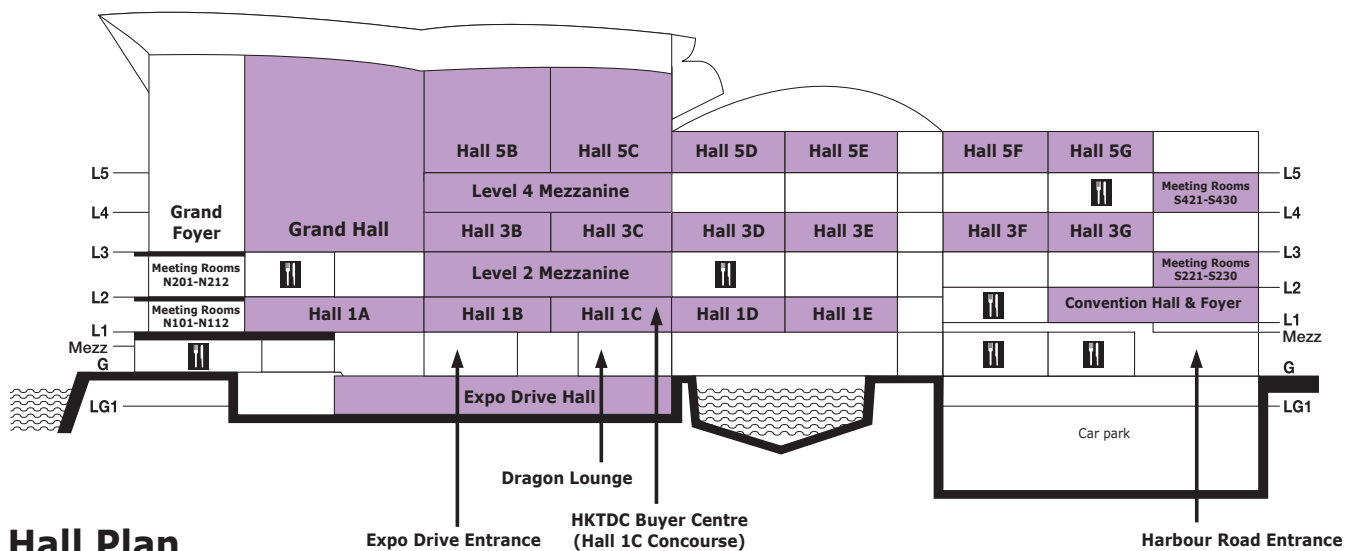 Hall 5B
Hall 5C
Hall 5D
Hall 5E
Hall 5F
Hall 5G
L5
L5
Level 4 Mezzanine
Meeting Rooms
S421-S430
L4
L4
Grand
Foyer
Grand Hall
Hall 3B
Hall 3C
Hall 3D
Hall 3E
Hall 3F
Hall 3G
L3
L3
Meeting Rooms
N201-N212
Level 2 Mezzanine
Meeting Rooms
S221-S230
L2
L2
Meeting Rooms
N101-N112
Hall 1A
Hall 1B
Hall 1C
Hall 1D
Hall 1E
Convention Hall & Foyer
L1
L1
Mezz
Mezz
G
G
Expo Drive Hall
LG1
LG1
Car park
Dragon Lounge
HKTDC Buyer Centre
(Hall 1C Concourse)
Expo Drive Entrance
Harbour Road Entrance
Hall Plan